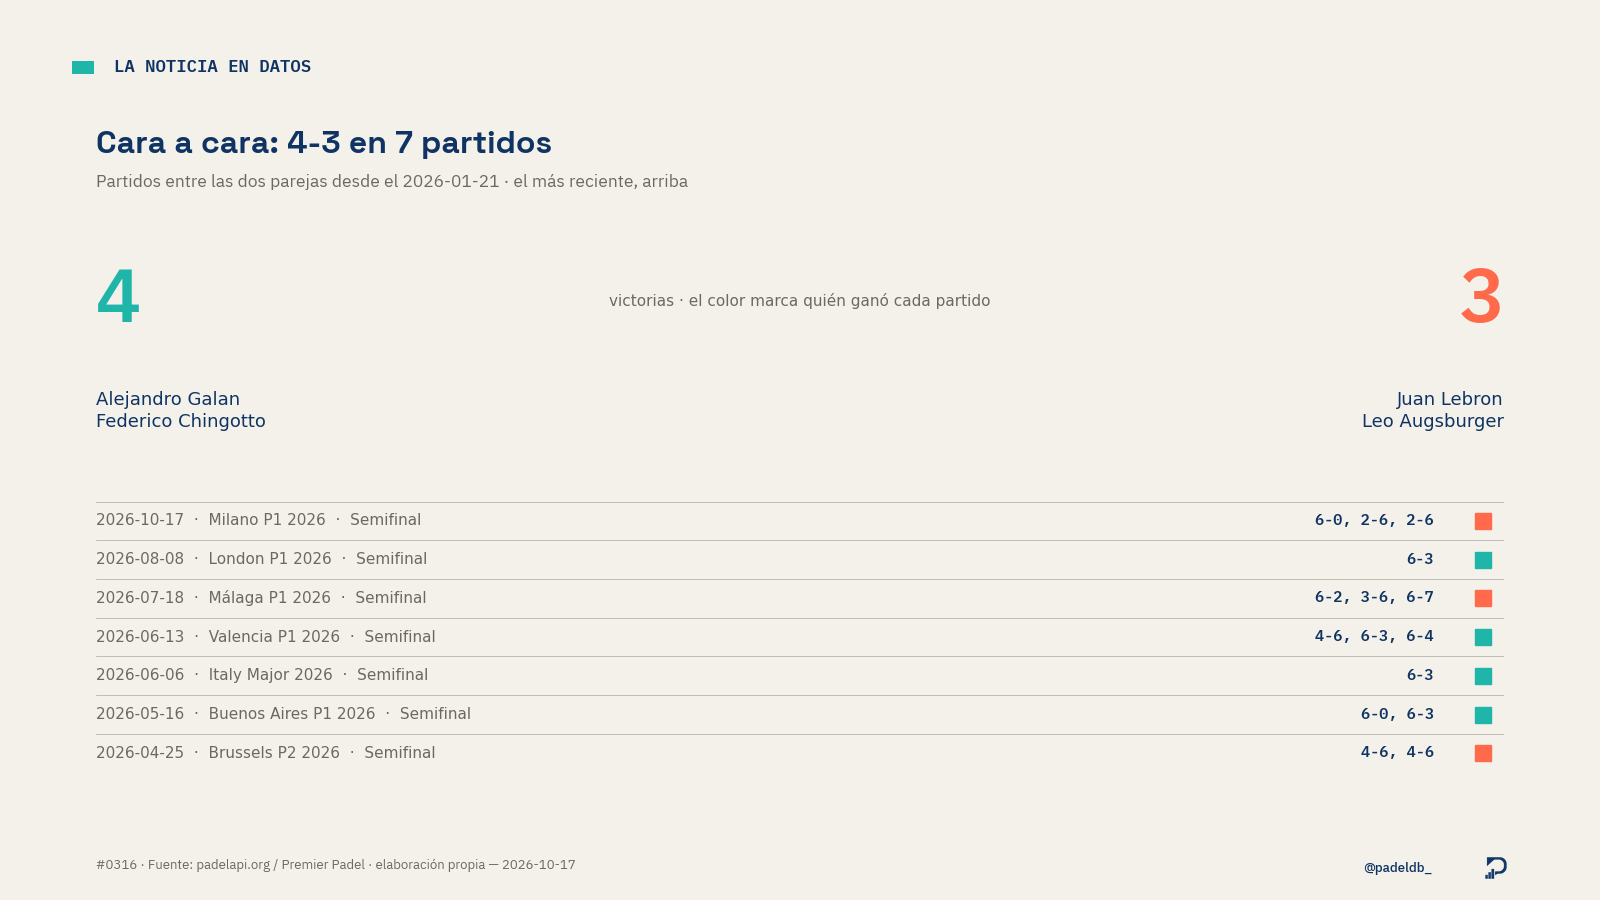 LA NOTICIA EN DATOS
Cara a cara: 4-3 en 7 partidos
Partidos entre las dos parejas desde el 2026-01-21 · el más reciente, arriba
4
victorias · el color marca quién ganó cada partido
3
Alejandro Galan
Federico Chingotto
Juan Lebron
Leo Augsburger
2026-10-17 · Milano P1 2026 · Semifinal 6-0, 2-6, 2-6
2026-08-08 · London P1 2026 · Semifinal 6-3
2026-07-18 · Málaga P1 2026 · Semifinal 6-2, 3-6, 6-7
2026-06-13 · Valencia P1 2026 · Semifinal 4-6, 6-3, 6-4
2026-06-06 · Italy Major 2026 · Semifinal 6-3
2026-05-16 · Buenos Aires P1 2026 · Semifinal 6-0, 6-3
2026-04-25 · Brussels P2 2026 · Semifinal 4-6, 4-6
#0316 · Fuente: padelapi.org / Premier Padel · elaboración propia — 2026-10-17
@padeldb_